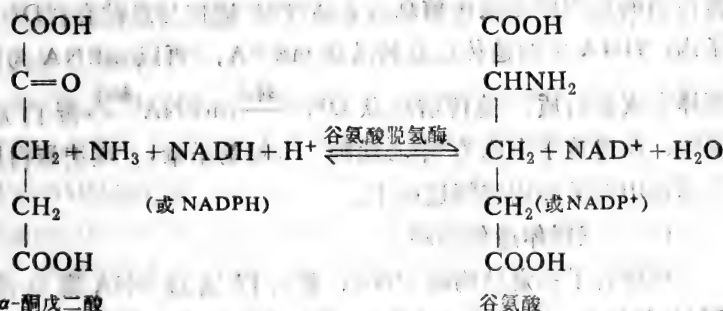 COOH COOH
C=O CHNH₂
CH₂ + NH₃ + NADH + H⁺ 谷氨酸脱氢酶 ⇌ CH₂ + NAD⁺ + H₂O
CH₂ (或 NADPH) CH₂(或NADP⁺)
COOH COOH
α-酮戊二酸 谷氨酸